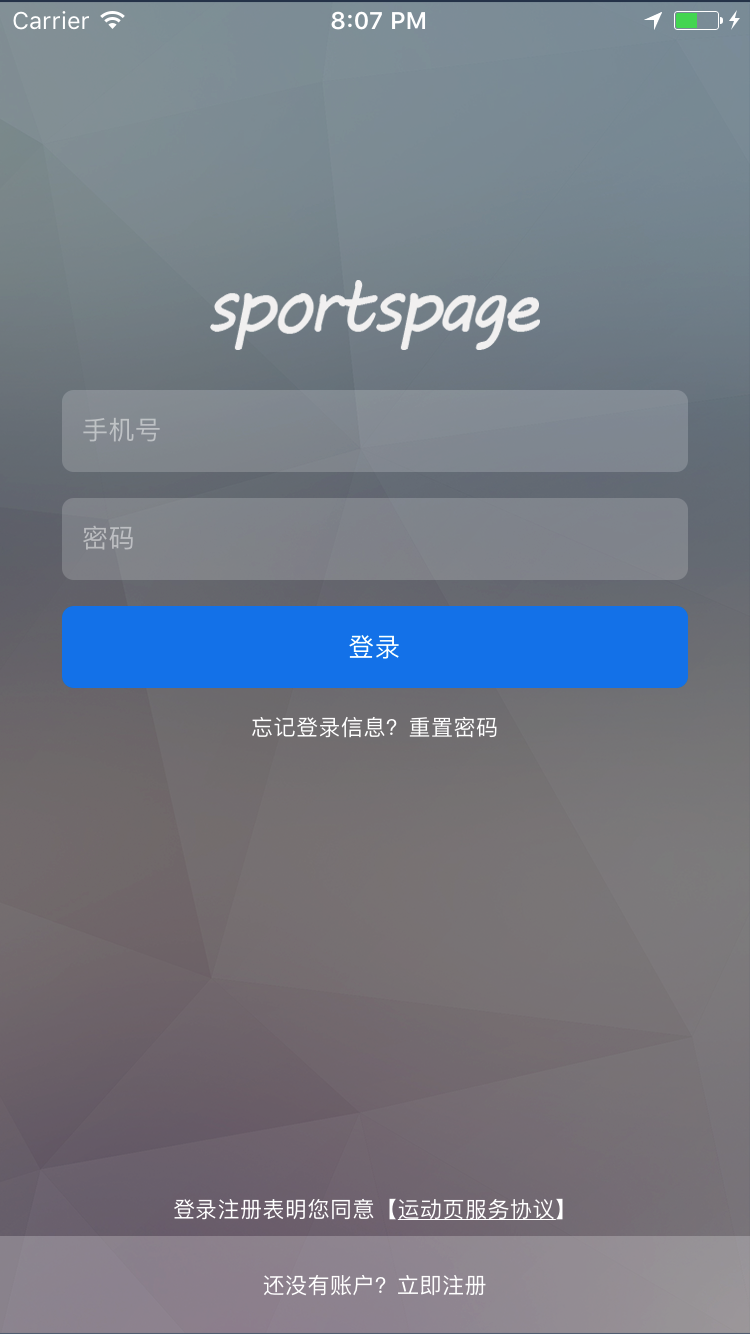 Carrier 8:07 PM
sportspage
手机号
密码
登录
忘记登录信息？重置密码
登录注册表明您同意【运动页服务协议】
还没有账户？立即注册